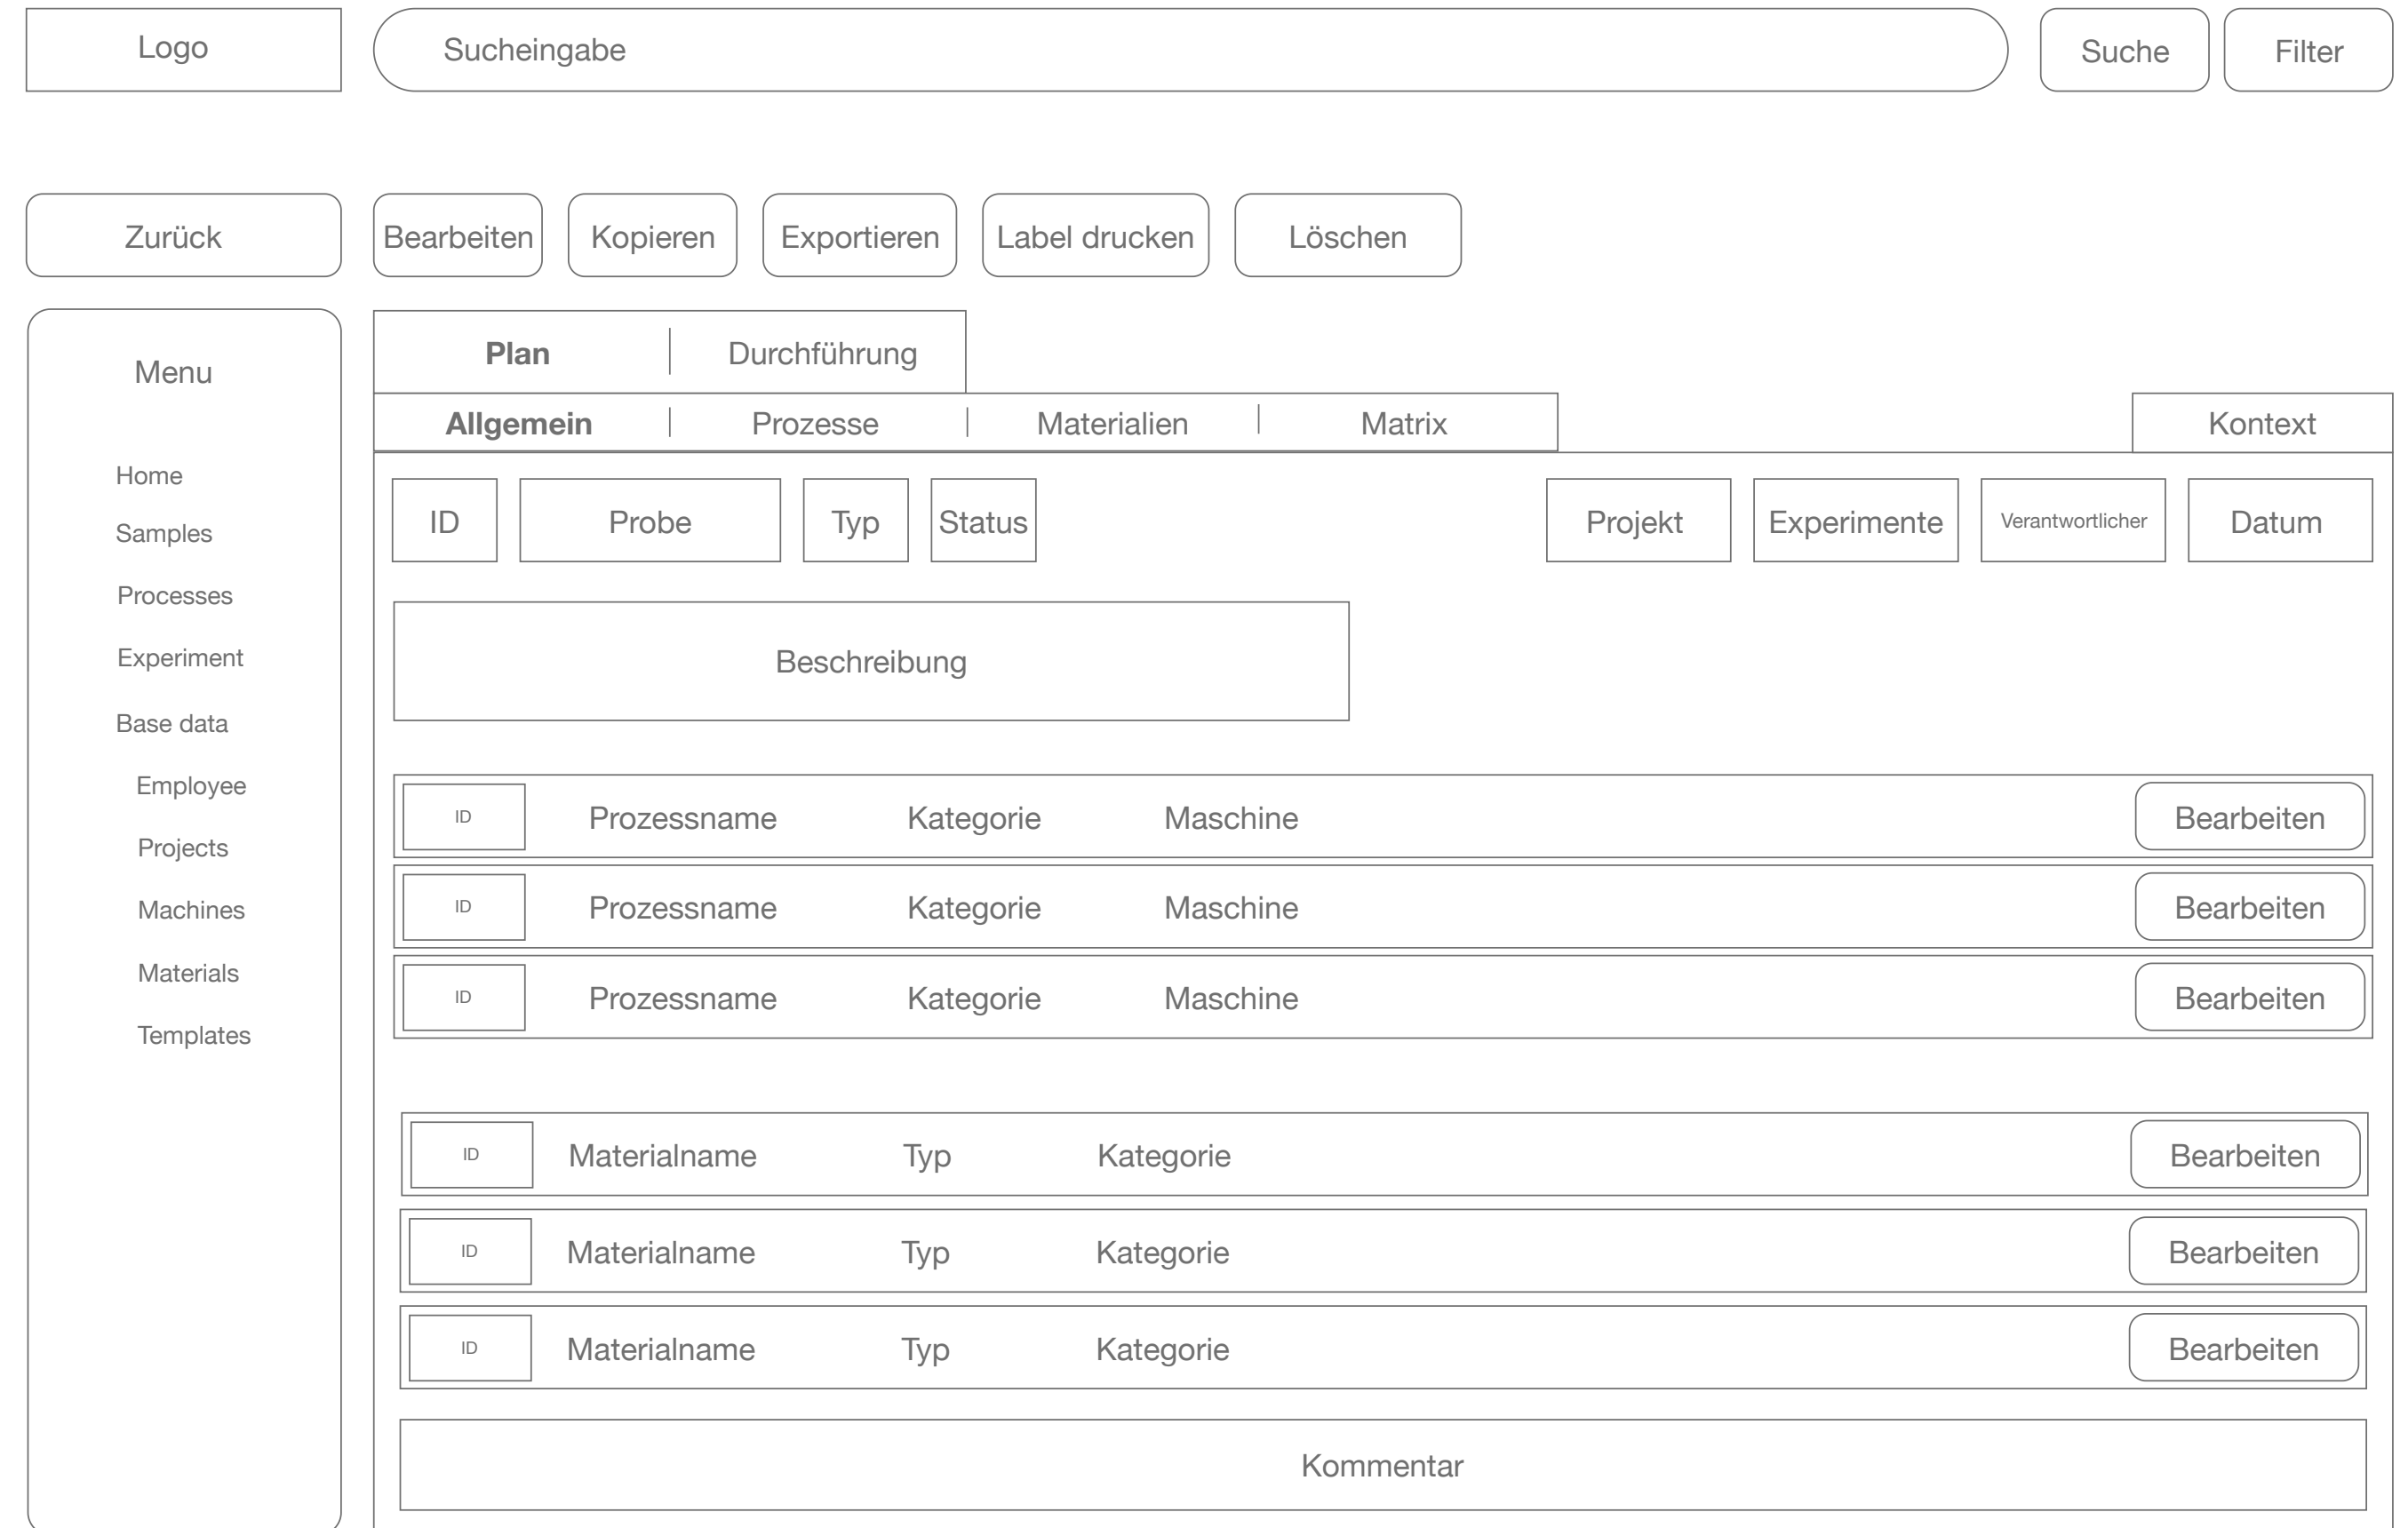 Logo
Sucheingabe
Suche
Filter
Zurück
Bearbeiten
Kopieren
Exportieren
Label drucken
Löschen
Menu
Home
Samples
Processes
Experiment
Base data
Employee
Projects
Machines
Materials
Templates
Plan
Durchführung
Allgemein
Prozesse
Materialien
Matrix
Kontext
ID
Probe
Typ
Status
Projekt
Experimente
Verantwortlicher
Datum
Beschreibung
ID Prozessname Kategorie Maschine Bearbeiten
ID Prozessname Kategorie Maschine Bearbeiten
ID Prozessname Kategorie Maschine Bearbeiten
ID Materialname Typ Kategorie Bearbeiten
ID Materialname Typ Kategorie Bearbeiten
ID Materialname Typ Kategorie Bearbeiten
Kommentar